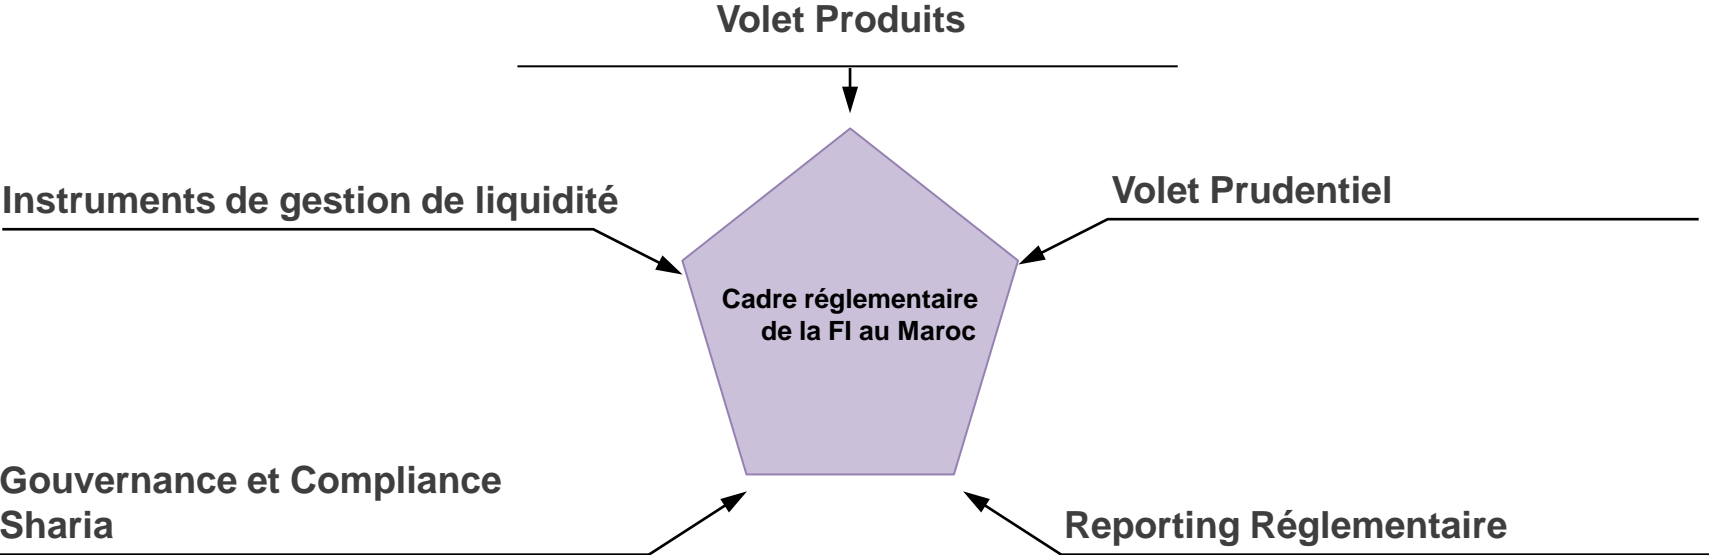 Volet Produits
Instruments de gestion de liquidité
Volet Prudentiel
Cadre réglementaire
de la FI au Maroc
Gouvernance et Compliance
Sharia
Reporting Réglementaire